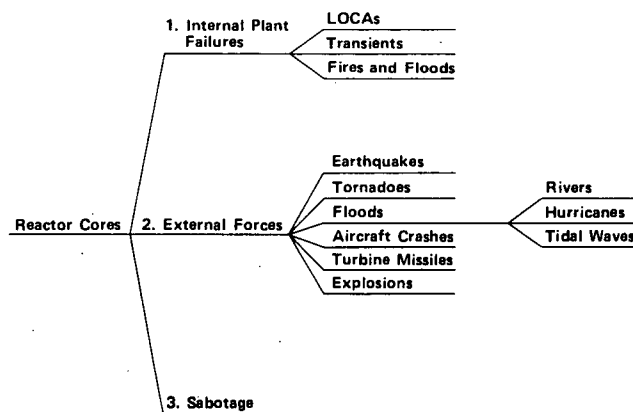 1. Internal Plant
Failures
LOCAs
Transients
Fires and Floods
Reactor Cores
2. External Forces
Earthquakes
Tornadoes
Floods
Aircraft Crashes
Turbine Missiles
Explosions
Rivers
Hurricanes
Tidal Waves
3. Sabotage